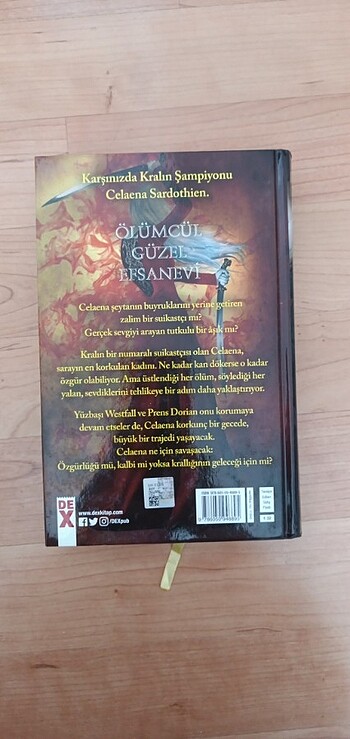 Karşınızda Kralın Şampiyonu
Celaena Sardothien.
ÖLÜMCÜL
GÜZEL
EFSANEVİ
Celaena şeytanın buyruklarını yerine getiren
zalim bir suikastçı mı?
Gerçek sevgiyi arayan tutkulu bir âşık mı?
Kralın bir numaralı suikastçısı olan Celaena,
sarayın en korkulan kadını. Ne kadar kan dökerse o kadar
özgür olabiliyor. Ama üstlendiği her ölüm, söylediği her
yalan, sevdiklerini tehlikeye bir adım daha yaklaştırıyor.
Yüzbaşı Westfall ve Prens Dorian onu korumaya
devam etseler de, Celaena korkunç bir gecede,
büyük bir trajedi yaşayacak.
Celaena ne için savaşacak:
Özgürlüğü mü, kalbi mi yoksa krallığının geleceği için mi?
DEX
www.dexkitap.com
/DEXpub